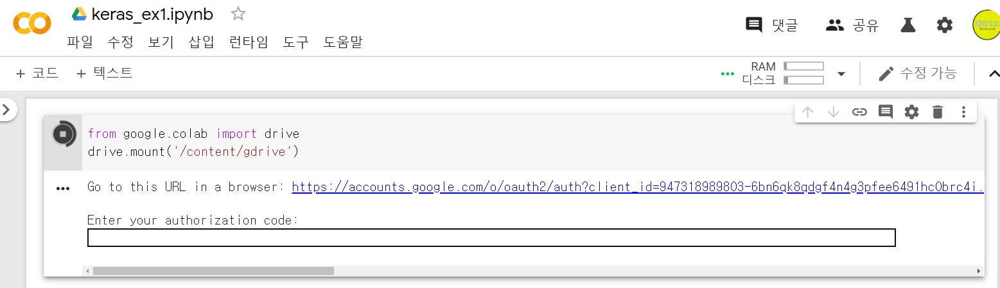 keras_ex1.ipynb
댓글 공유
파일 수정 보기 삽입 런타임 도구 도움말
+ 코드 + 텍스트
RAM
디스크
수정 가능
from google.colab import drive
drive.mount('/content/gdrive')
Go to this URL in a browser: https://accounts.google.com/o/oauth2/auth?client_id=947318989803-6bn6qk8qdgf4n4g3pfee6491hc0brc4i.
Enter your authorization code: